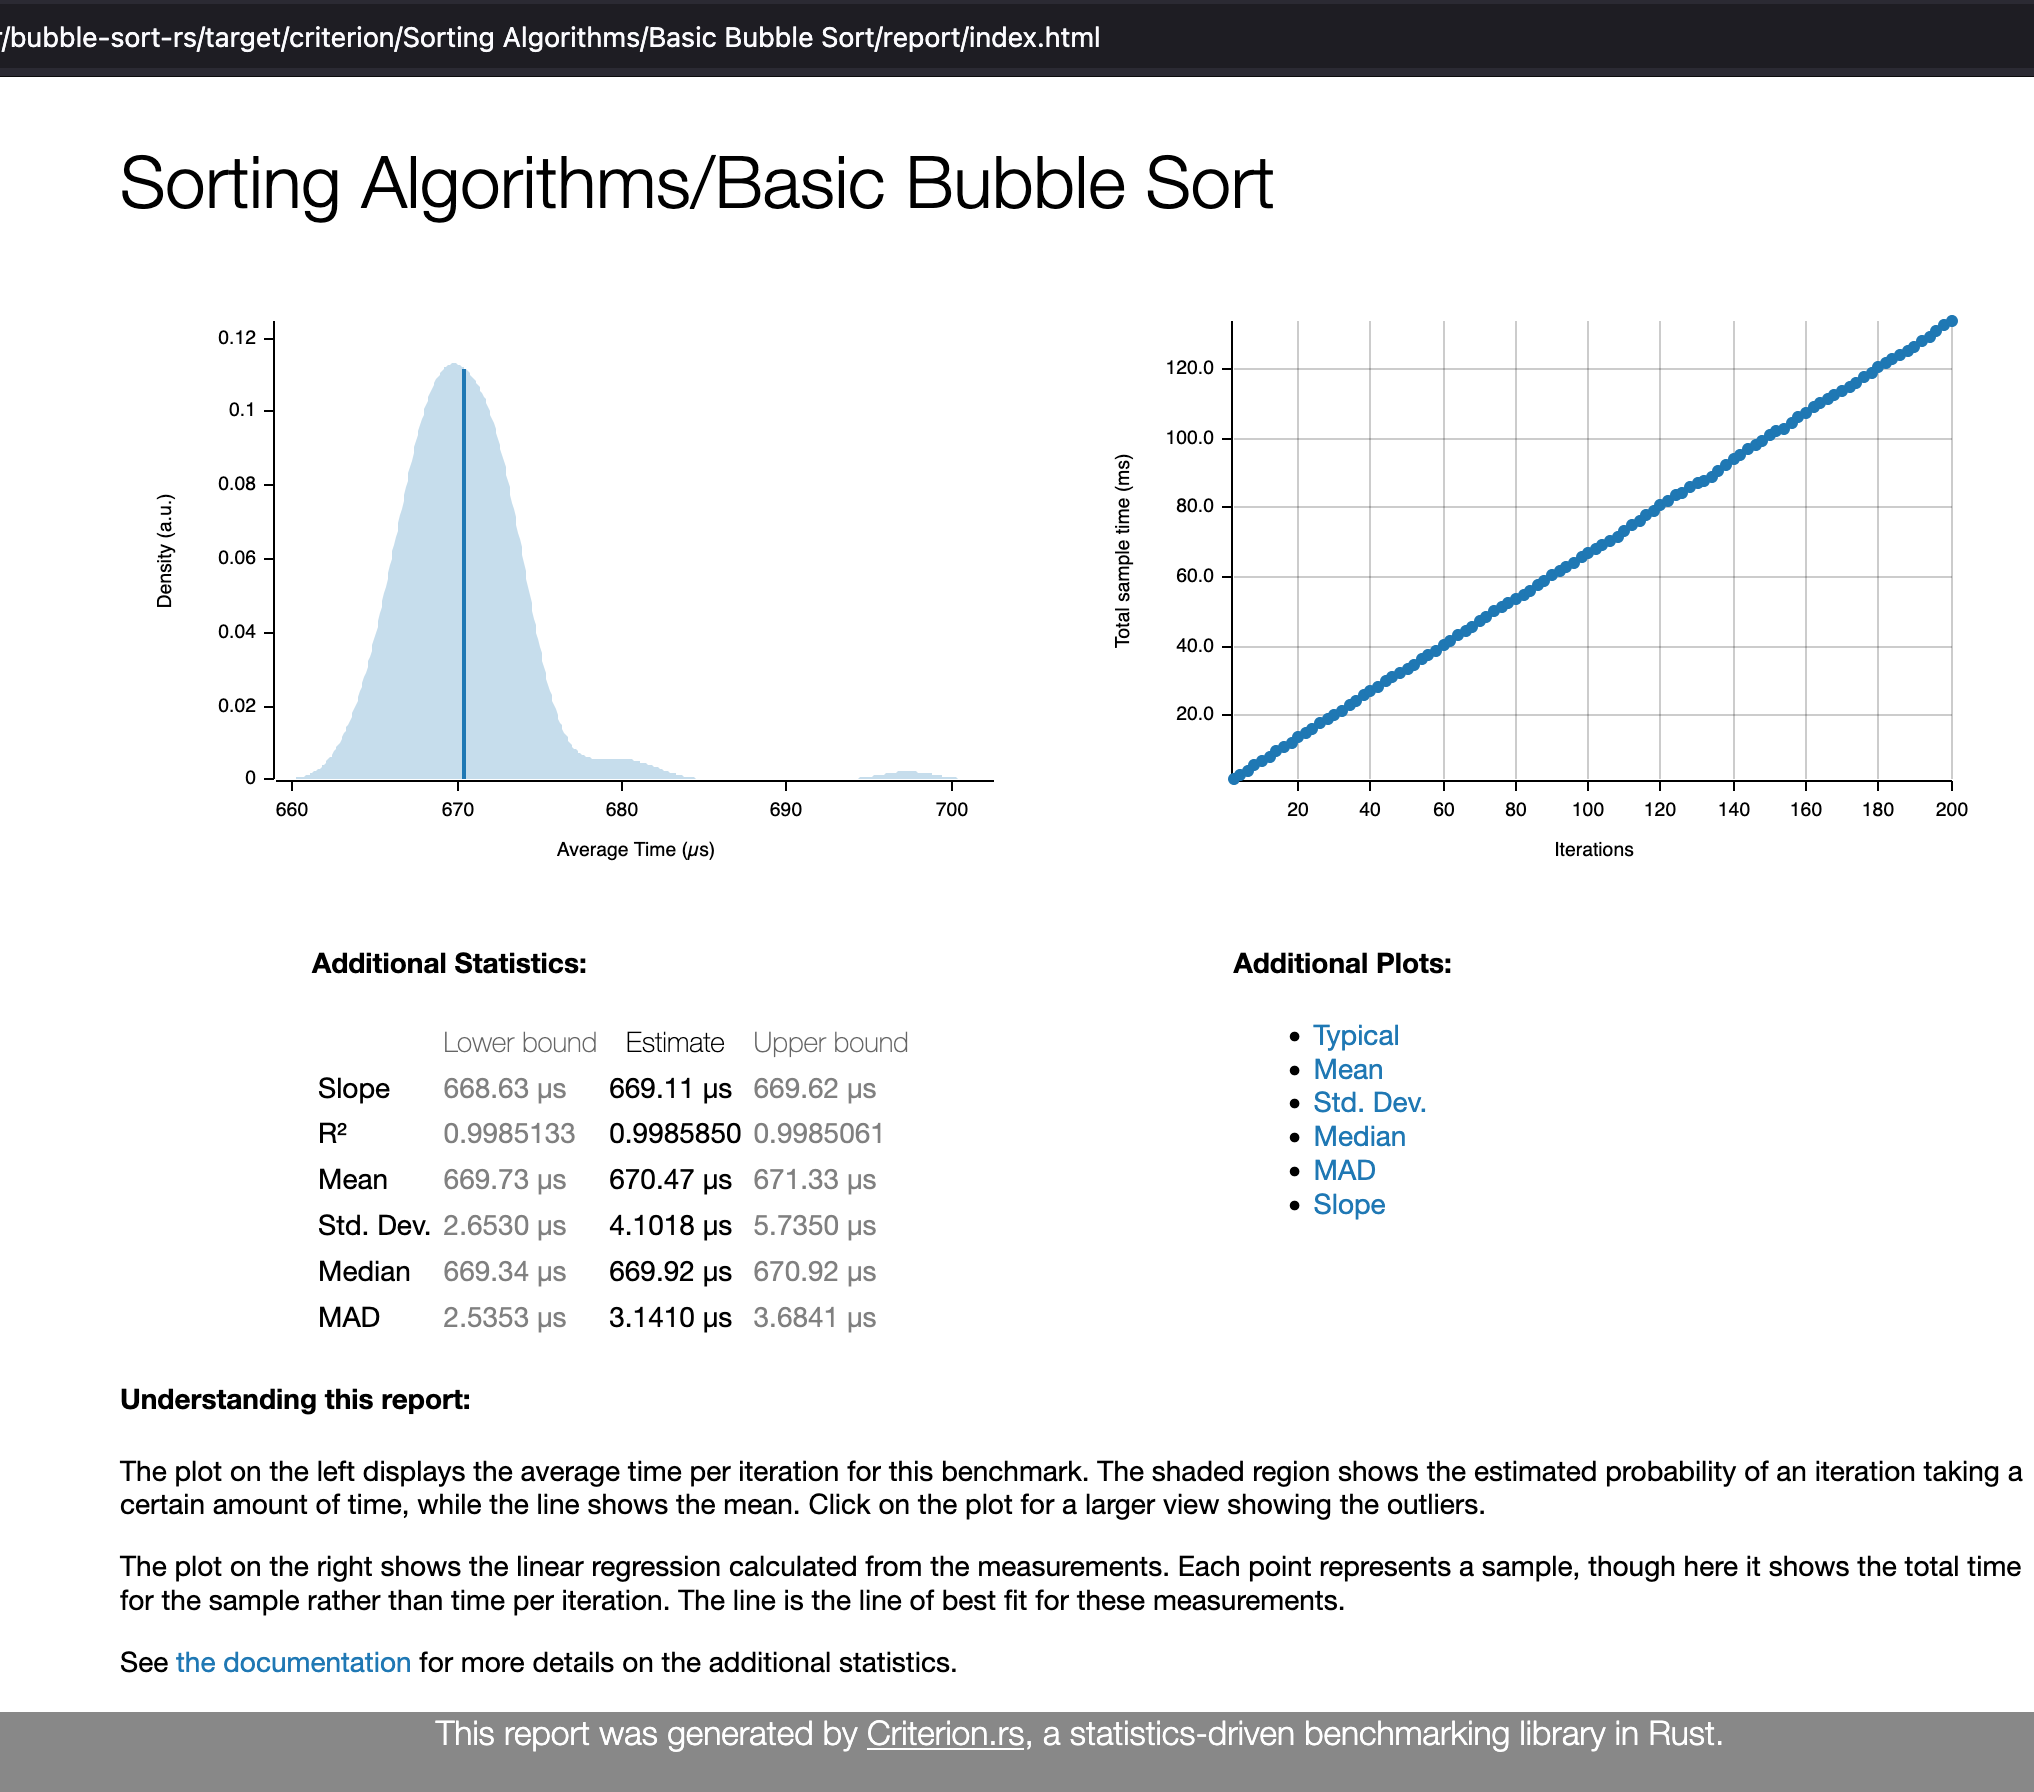 /bubble-sort-rs/target/criterion/Sorting Algorithms/Basic Bubble Sort/report/index.html
Sorting Algorithms/Basic Bubble Sort
0.12
0.1
0.08
0.06
0.04
0.02
0
Density (a.u.)
660 670 680 690 700
Average Time (µs)
120.0
100.0
80.0
60.0
40.0
20.0
Total sample time (ms)
20 40 60 80 100 120 140 160 180 200
Iterations
Additional Statistics:
Lower bound Estimate Upper bound
Slope 668.63 µs 669.11 µs 669.62 µs
R² 0.9985133 0.9985850 0.9985061
Mean 669.73 µs 670.47 µs 671.33 µs
Std. Dev. 2.6530 µs 4.1018 µs 5.7350 µs
Median 669.34 µs 669.92 µs 670.92 µs
MAD 2.5353 µs 3.1410 µs 3.6841 µs
Additional Plots:
• Typical
• Mean
• Std. Dev.
• Median
• MAD
• Slope
Understanding this report:
The plot on the left displays the average time per iteration for this benchmark. The shaded region shows the estimated probability of an iteration taking a
certain amount of time, while the line shows the mean. Click on the plot for a larger view showing the outliers.
The plot on the right shows the linear regression calculated from the measurements. Each point represents a sample, though here it shows the total time
for the sample rather than time per iteration. The line is the line of best fit for these measurements.
See the documentation for more details on the additional statistics.
This report was generated by Criterion.rs, a statistics-driven benchmarking library in Rust.